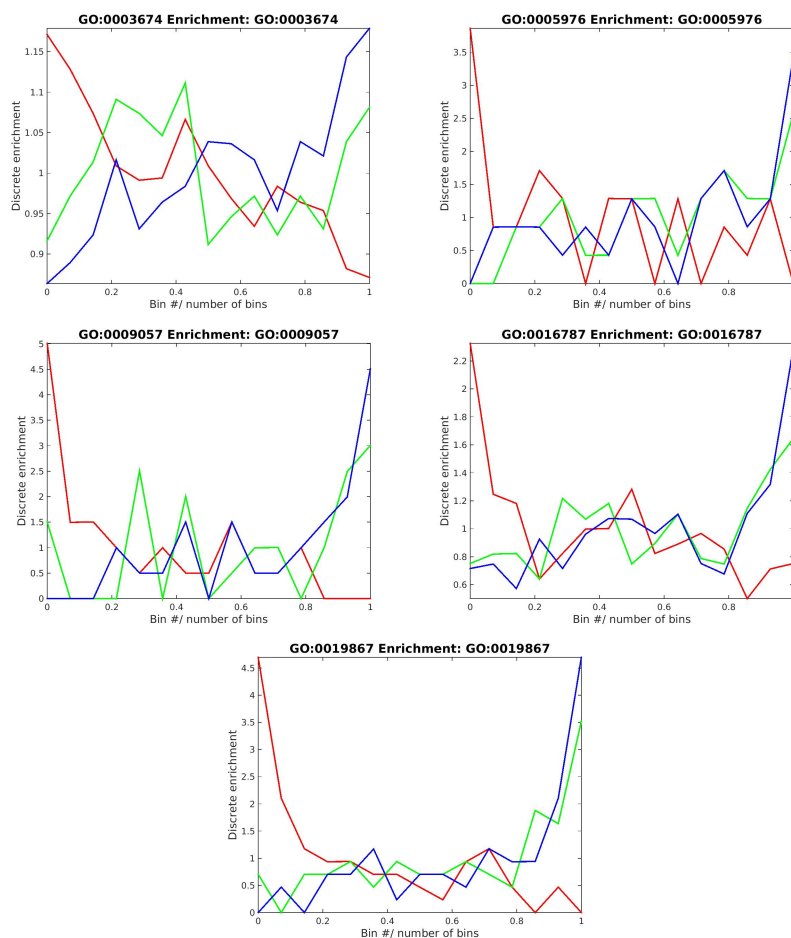 GO:0003674 Enrichment: GO:0003674
Discrete enrichment
1.15
1.1
1.05
1
0.95
0.9
0 0.2 0.4 0.6 0.8 1
Bin #/ number of bins
GO:0005976 Enrichment: GO:0005976
Discrete enrichment
3.5
3
2.5
2
1.5
1
0.5
0
0 0.2 0.4 0.6 0.8 1
Bin #/ number of bins
GO:0009057 Enrichment: GO:0009057
Discrete enrichment
5
4.5
4
3.5
3
2.5
2
1.5
1
0.5
0
0 0.2 0.4 0.6 0.8 1
Bin #/ number of bins
GO:0016787 Enrichment: GO:0016787
Discrete enrichment
2.2
2
1.8
1.6
1.4
1.2
1
0.8
0.6
0 0.2 0.4 0.6 0.8 1
Bin #/ number of bins
GO:0019867 Enrichment: GO:0019867
Discrete enrichment
4.5
4
3.5
3
2.5
2
1.5
1
0.5
0
0 0.2 0.4 0.6 0.8 1
Bin #/ number of bins